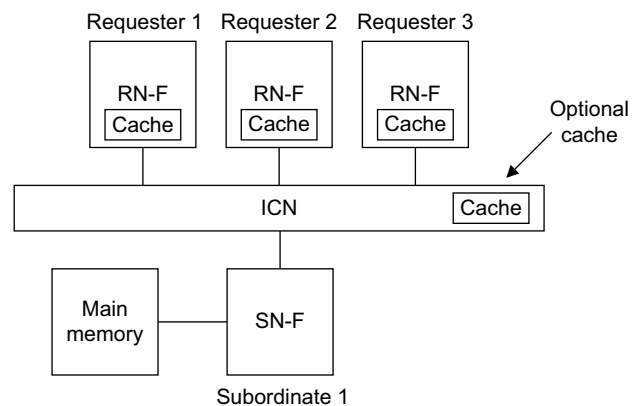 Requester 1
Requester 2
Requester 3
RN-F
Cache
RN-F
Cache
RN-F
Cache
Optional
cache
ICN
Cache
Main
memory
SN-F
Subordinate 1